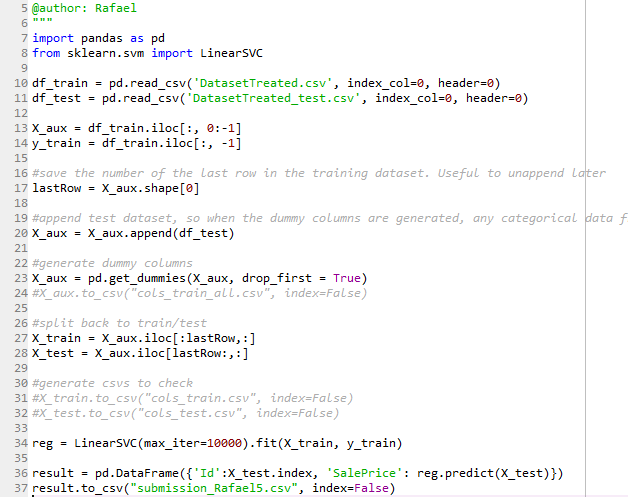 5 @author: Rafael
6 """
7 import pandas as pd
8 from sklearn.svm import LinearSVC
9
10 df_train = pd.read_csv('DatasetTreated.csv', index_col=0, header=0)
11 df_test = pd.read_csv('DatasetTreated_test.csv', index_col=0, header=0)
12
13 X_aux = df_train.iloc[:, 0:-1]
14 y_train = df_train.iloc[:, -1]
15
16 #save the number of the last row in the training dataset. Useful to unappend later
17 lastRow = X_aux.shape[0]
18
19 #append test dataset, so when the dummy columns are generated, any categorical data f
20 X_aux = X_aux.append(df_test)
21
22 #generate dummy columns
23 X_aux = pd.get_dummies(X_aux, drop_first = True)
24 #X_aux.to_csv("cols_train_all.csv", index=False)
25
26 #split back to train/test
27 X_train = X_aux.iloc[:lastRow,:]
28 X_test = X_aux.iloc[lastRow:,:]
29
30 #generate csvs to check
31 #X_train.to_csv("cols_train.csv", index=False)
32 #X_test.to_csv("cols_test.csv", index=False)
33
34 reg = LinearSVC(max_iter=10000).fit(X_train, y_train)
35
36 result = pd.DataFrame({'Id':X_test.index, 'SalePrice': reg.predict(X_test)})
37 result.to_csv("submission_Rafael5.csv", index=False)